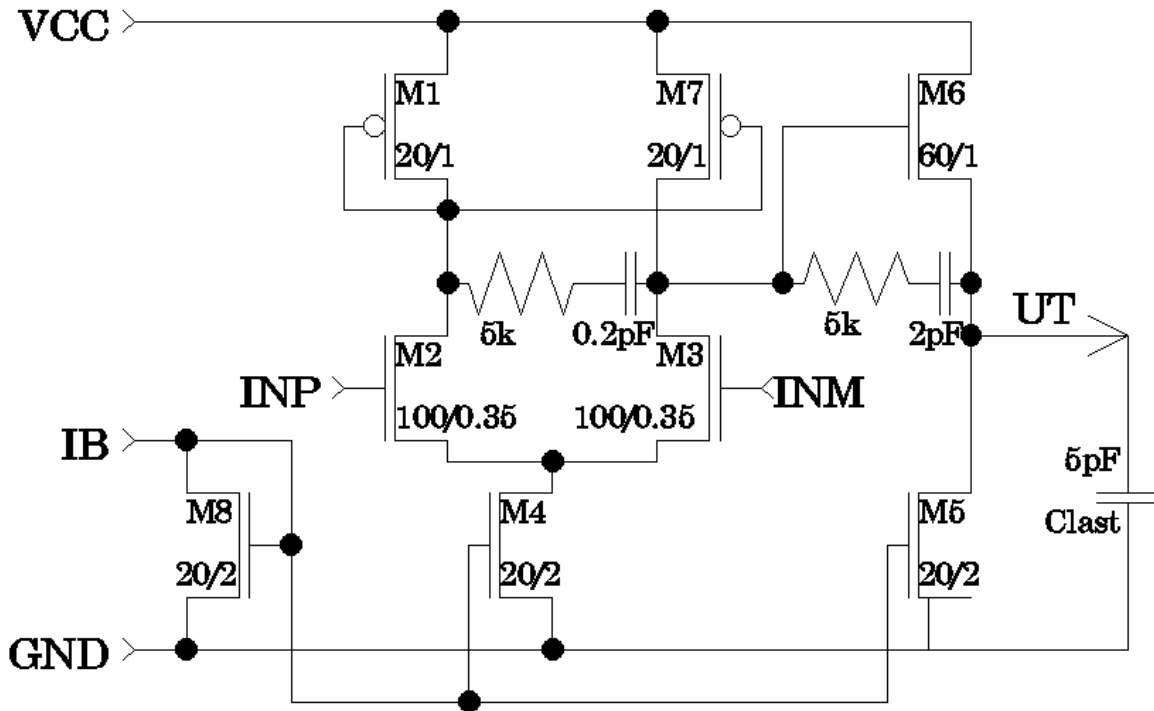 VCC
M1
M7
M6
20/1
20/1
60/1
UT
5k
0.2pF
5k
2pF
M2
M3
INP
INM
100/0.35
100/0.35
IB
5pF
M8
M4
M5
Clast
20/2
20/2
20/2
GND